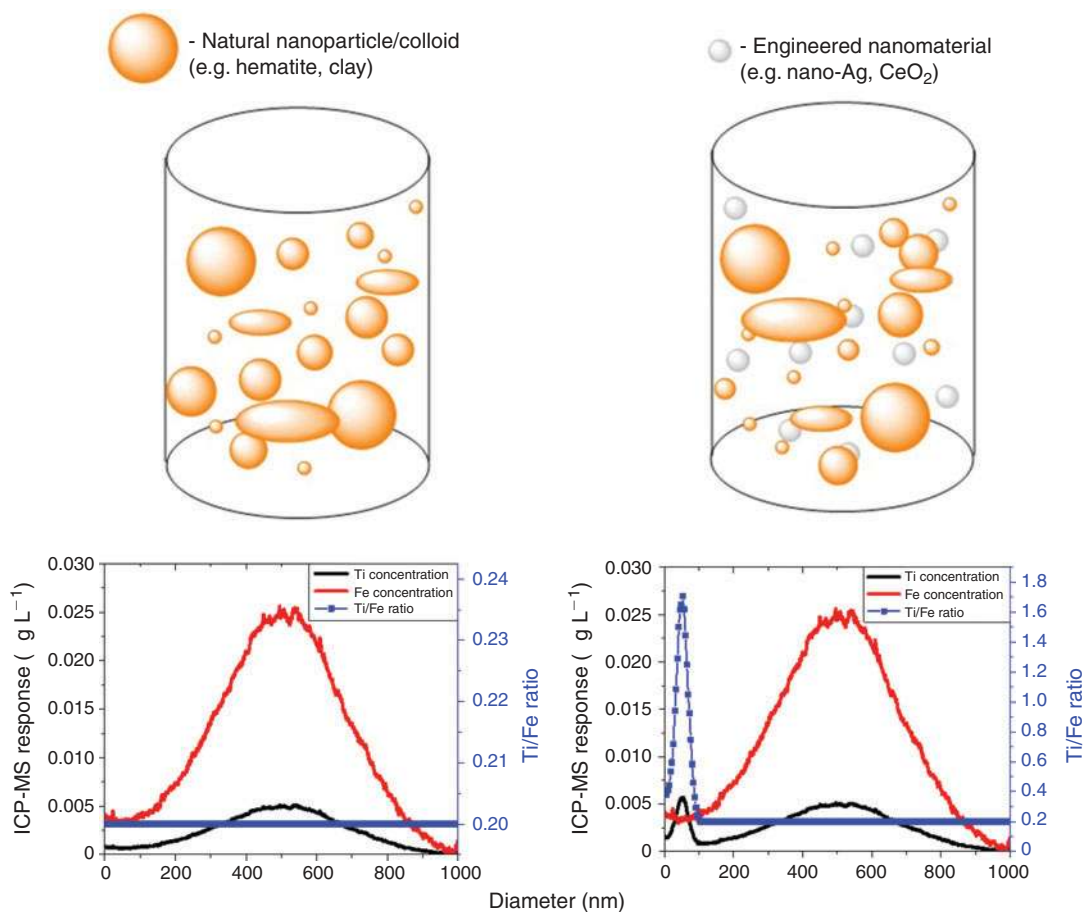 - Natural nanoparticle/colloid
(e.g. hematite, clay)
- Engineered nanomaterial
(e.g. nano-Ag, CeO₂)
ICP-MS response ( g L⁻¹)
0.030
0.025
0.020
0.015
0.010
0.005
0
Ti concentration
Fe concentration
Ti/Fe ratio
0.24
0.23
0.22
0.21
0.20
Ti/Fe ratio
0 200 400 600 800 1000
ICP-MS response ( g L⁻¹)
0.030
0.025
0.020
0.015
0.010
0.005
0
Ti concentration
Fe concentration
Ti/Fe ratio
1.8
1.6
1.4
1.2
1.0
0.8
0.6
0.4
0.2
0
Ti/Fe ratio
0 200 400 600 800 1000
Diameter (nm)